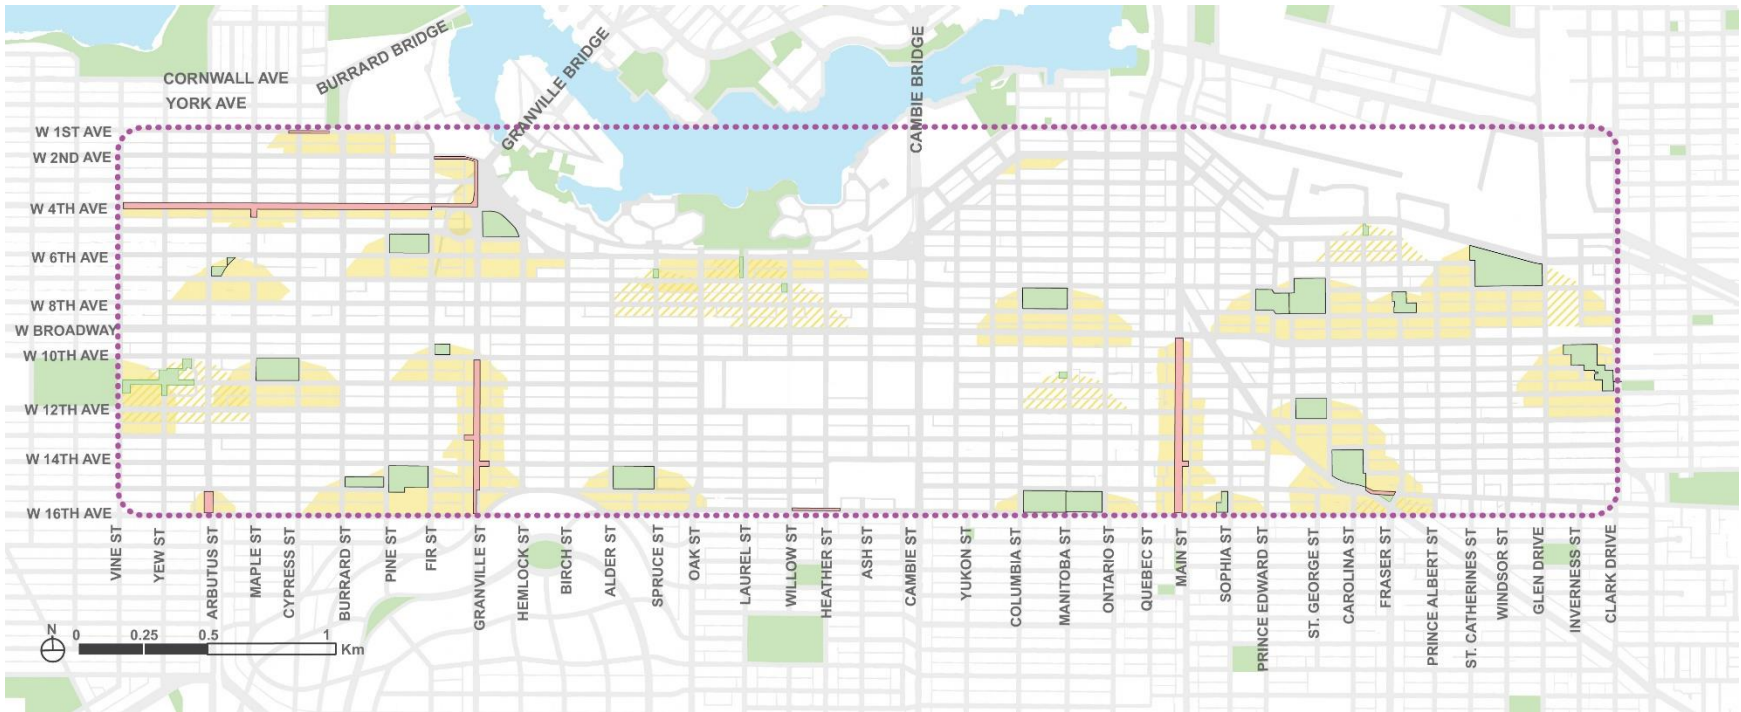 BURRARD BRIDGE
GRANVILLE BRIDGE
CAMBIE BRIDGE
CORNWALL AVE
YORK AVE
W 1ST AVE
W 2ND AVE
W 4TH AVE
W 6TH AVE
W 8TH AVE
W BROADWAY
W 10TH AVE
W 12TH AVE
W 14TH AVE
W 16TH AVE
VINE ST
YEW ST
ARBUTUS ST
MAPLE ST
CYPRESS ST
BURRARD ST
PINE ST
FIR ST
GRANVILLE ST
HEMLOCK ST
BIRCH ST
ALDER ST
SPRUCE ST
OAK ST
LAUREL ST
WILLOW ST
HEATHER ST
ASH ST
CAMBIE ST
YUKON ST
COLUMBIA ST
MANITOBA ST
ONTARIO ST
QUEBEC ST
MAIN ST
SOPHIA ST
PRINCE EDWARD ST
ST. GEORGE ST
CAROLINA ST
FRASER ST
PRINCE ALBERT ST
ST. CATHERINES ST
WINDSOR ST
GLEN DRIVE
INVERNESS ST
CLARK DRIVE
N
0 0.25 0.5 1
Km